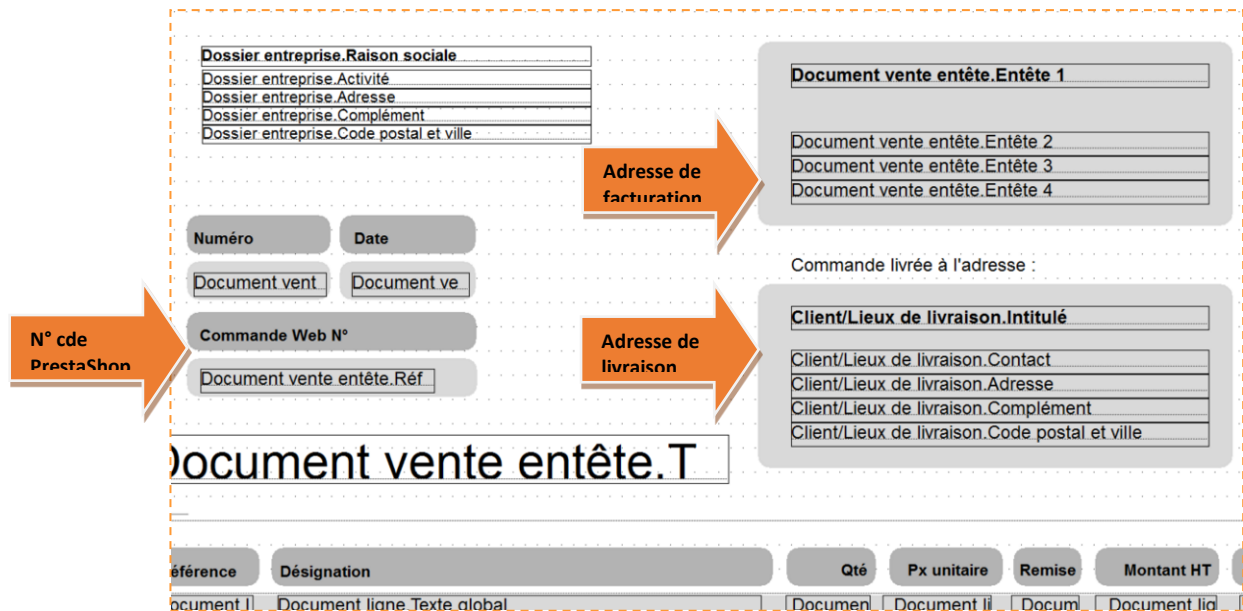 Dossier entreprise.Raison sociale
Dossier entreprise.Activité
Dossier entreprise.Adresse
Dossier entreprise.Complément
Dossier entreprise.Code postal et ville
Document vente entête.Entête 1
Document vente entête.Entête 2
Document vente entête.Entête 3
Document vente entête.Entête 4
Adresse de
facturation
Numéro Date
Document vent Document ve
Commande Web N°
Document vente entête.Réf
N° cde
PrestaShop
Commande livrée à l'adresse :
Adresse de
livraison
Client/Lieux de livraison.Intitulé
Client/Lieux de livraison.Contact
Client/Lieux de livraison.Adresse
Client/Lieux de livraison.Complément
Client/Lieux de livraison.Code postal et ville
Document vente entête.T
éférence Désignation Qté Px unitaire Remise Montant HT
ocument l Document ligne.Texte global Documen Document li Docum Document lig